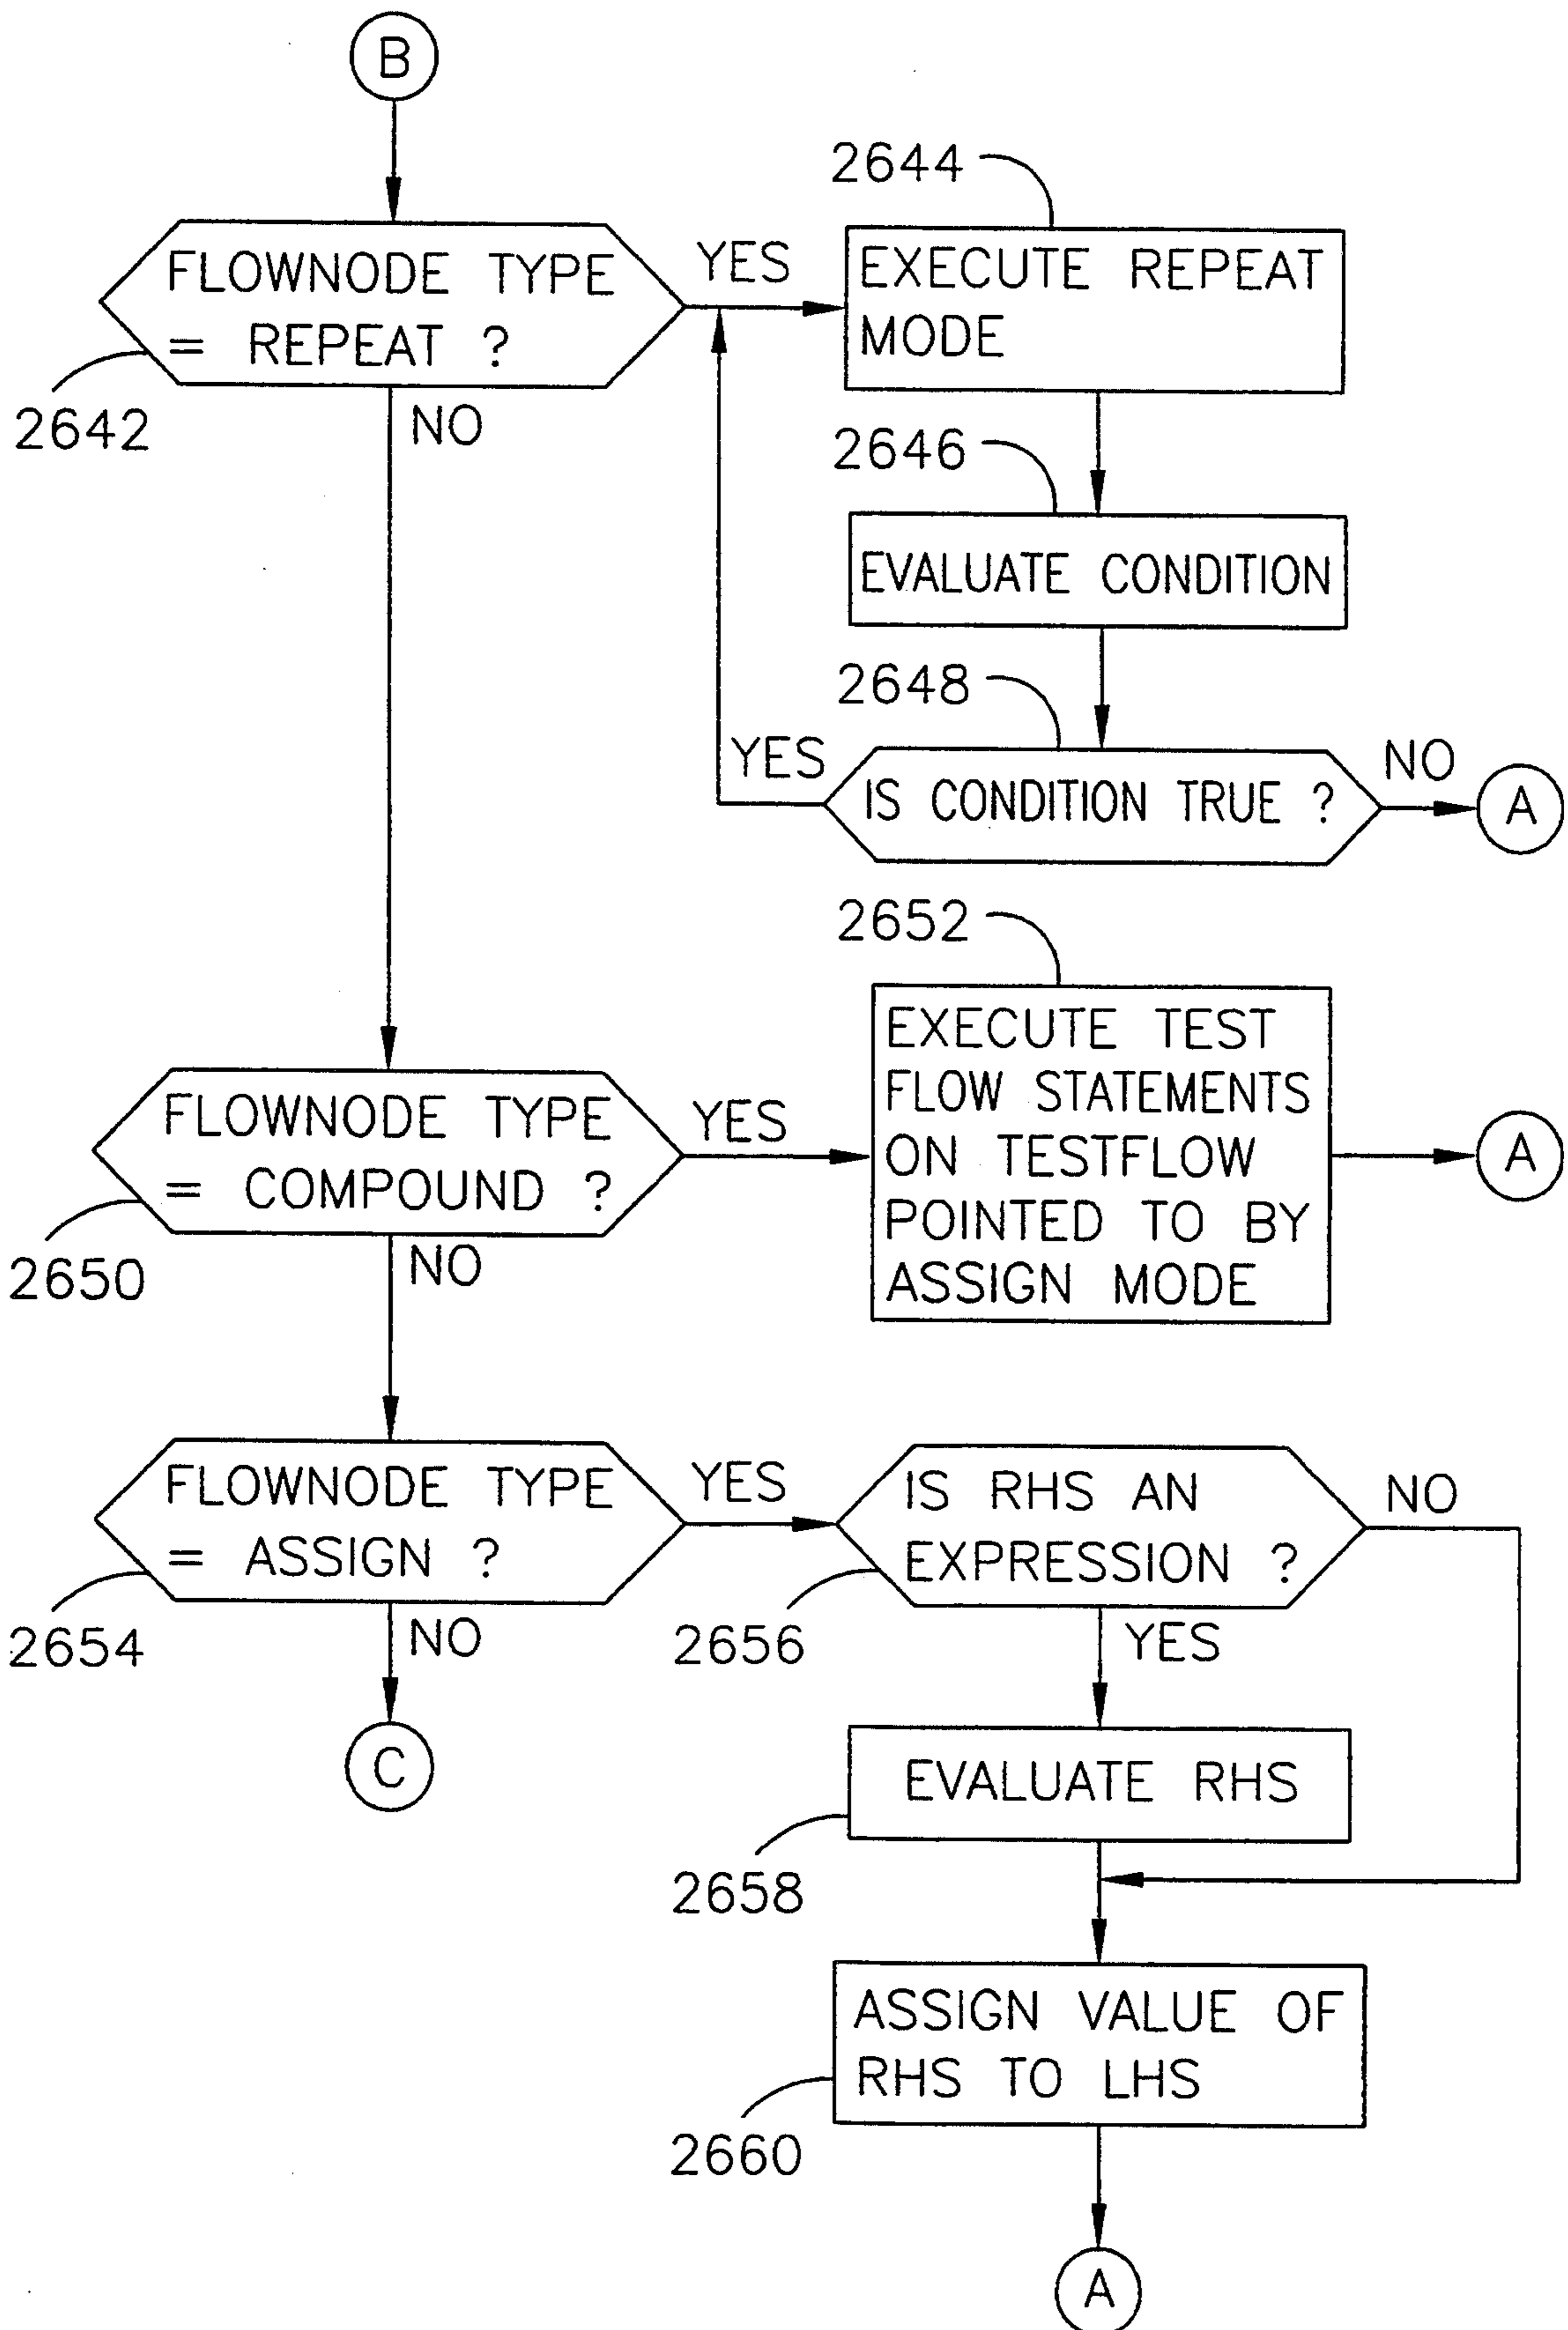 B
2644
FLOWNODE TYPE
= REPEAT ?
YES
EXECUTE REPEAT
MODE
2642
NO
2646
EVALUATE CONDITION
2648
YES
IS CONDITION TRUE ?
NO
A
2652
EXECUTE TEST
FLOW STATEMENTS
ON TESTFLOW
POINTED TO BY
ASSIGN MODE
FLOWNODE TYPE
= COMPOUND ?
YES
A
2650
NO
FLOWNODE TYPE
= ASSIGN ?
YES
IS RHS AN
EXPRESSION ?
NO
2654
NO
2656
YES
C
EVALUATE RHS
2658
ASSIGN VALUE OF
RHS TO LHS
2660
A